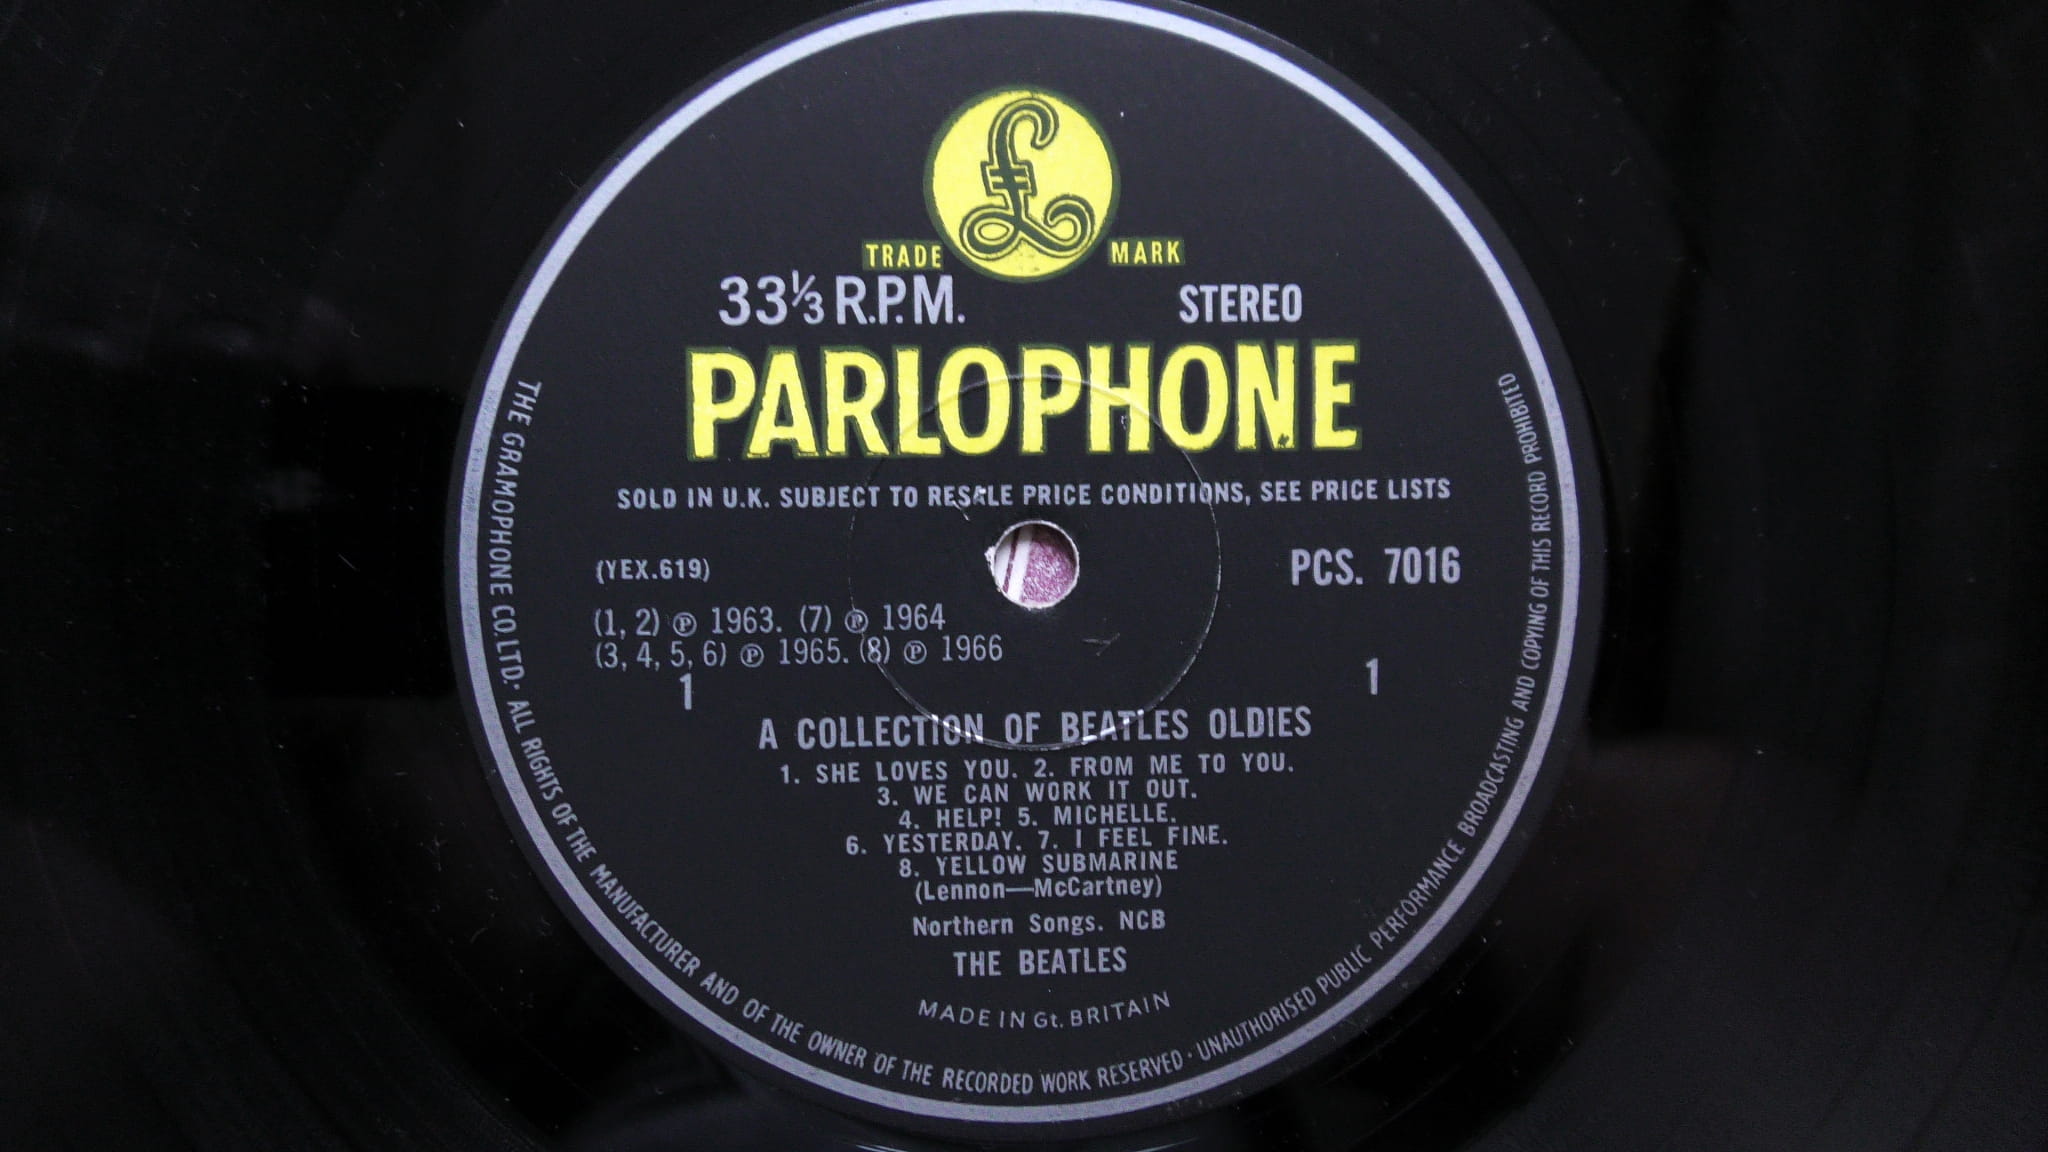 £
TRADE MARK
33⅓ R.P.M. STEREO
PARLOPHONE
SOLD IN U.K. SUBJECT TO RESALE PRICE CONDITIONS, SEE PRICE LISTS
(YEX.619) PCS. 7016
(1, 2) ℗ 1963. (7) ℗ 1964
(3, 4, 5, 6) ℗ 1965. (8) ℗ 1966
1 1
A COLLECTION OF BEATLES OLDIES
1. SHE LOVES YOU. 2. FROM ME TO YOU.
3. WE CAN WORK IT OUT.
4. HELP! 5. MICHELLE.
6. YESTERDAY. 7. I FEEL FINE.
8. YELLOW SUBMARINE
(Lennon—McCartney)
Northern Songs. NCB
THE BEATLES
MADE IN Gt. BRITAIN
THE GRAMOPHONE CO. LTD. · ALL RIGHTS OF THE MANUFACTURER AND OF THE OWNER OF THE RECORDED WORK RESERVED · UNAUTHORISED PUBLIC PERFORMANCE BROADCASTING AND COPYING OF THIS RECORD PROHIBITED